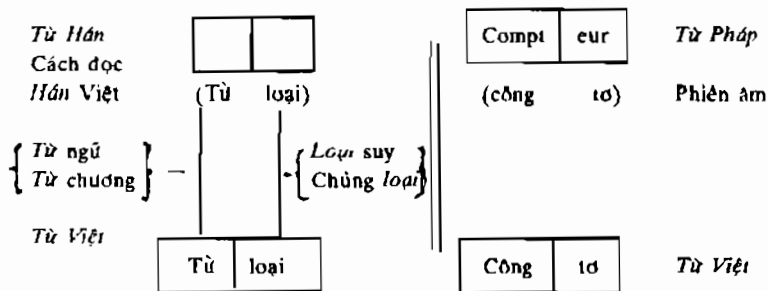 Từ Hán Compt eur Từ Pháp
Cách đọc
Hán Việt (Từ loại) (công tơ) Phiên âm
{ Từ ngữ } – { Loại suy }
{ Từ chương } { Chủng loại }
Từ Việt
Từ loại Công tơ Từ Việt